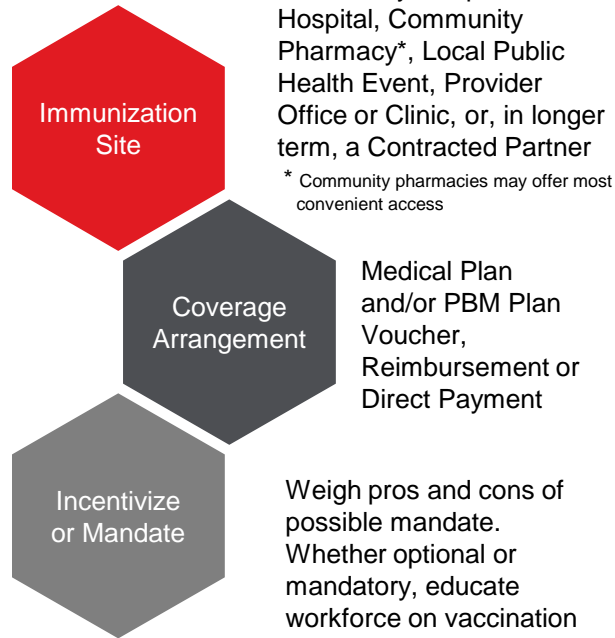 Hospital, Community
Pharmacy*, Local Public
Health Event, Provider
Office or Clinic, or, in longer
term, a Contracted Partner
* Community pharmacies may offer most
convenient access
Immunization
Site
Medical Plan
and/or PBM Plan
Voucher,
Reimbursement or
Direct Payment
Coverage
Arrangement
Weigh pros and cons of
possible mandate.
Whether optional or
mandatory, educate
workforce on vaccination
Incentivize
or Mandate